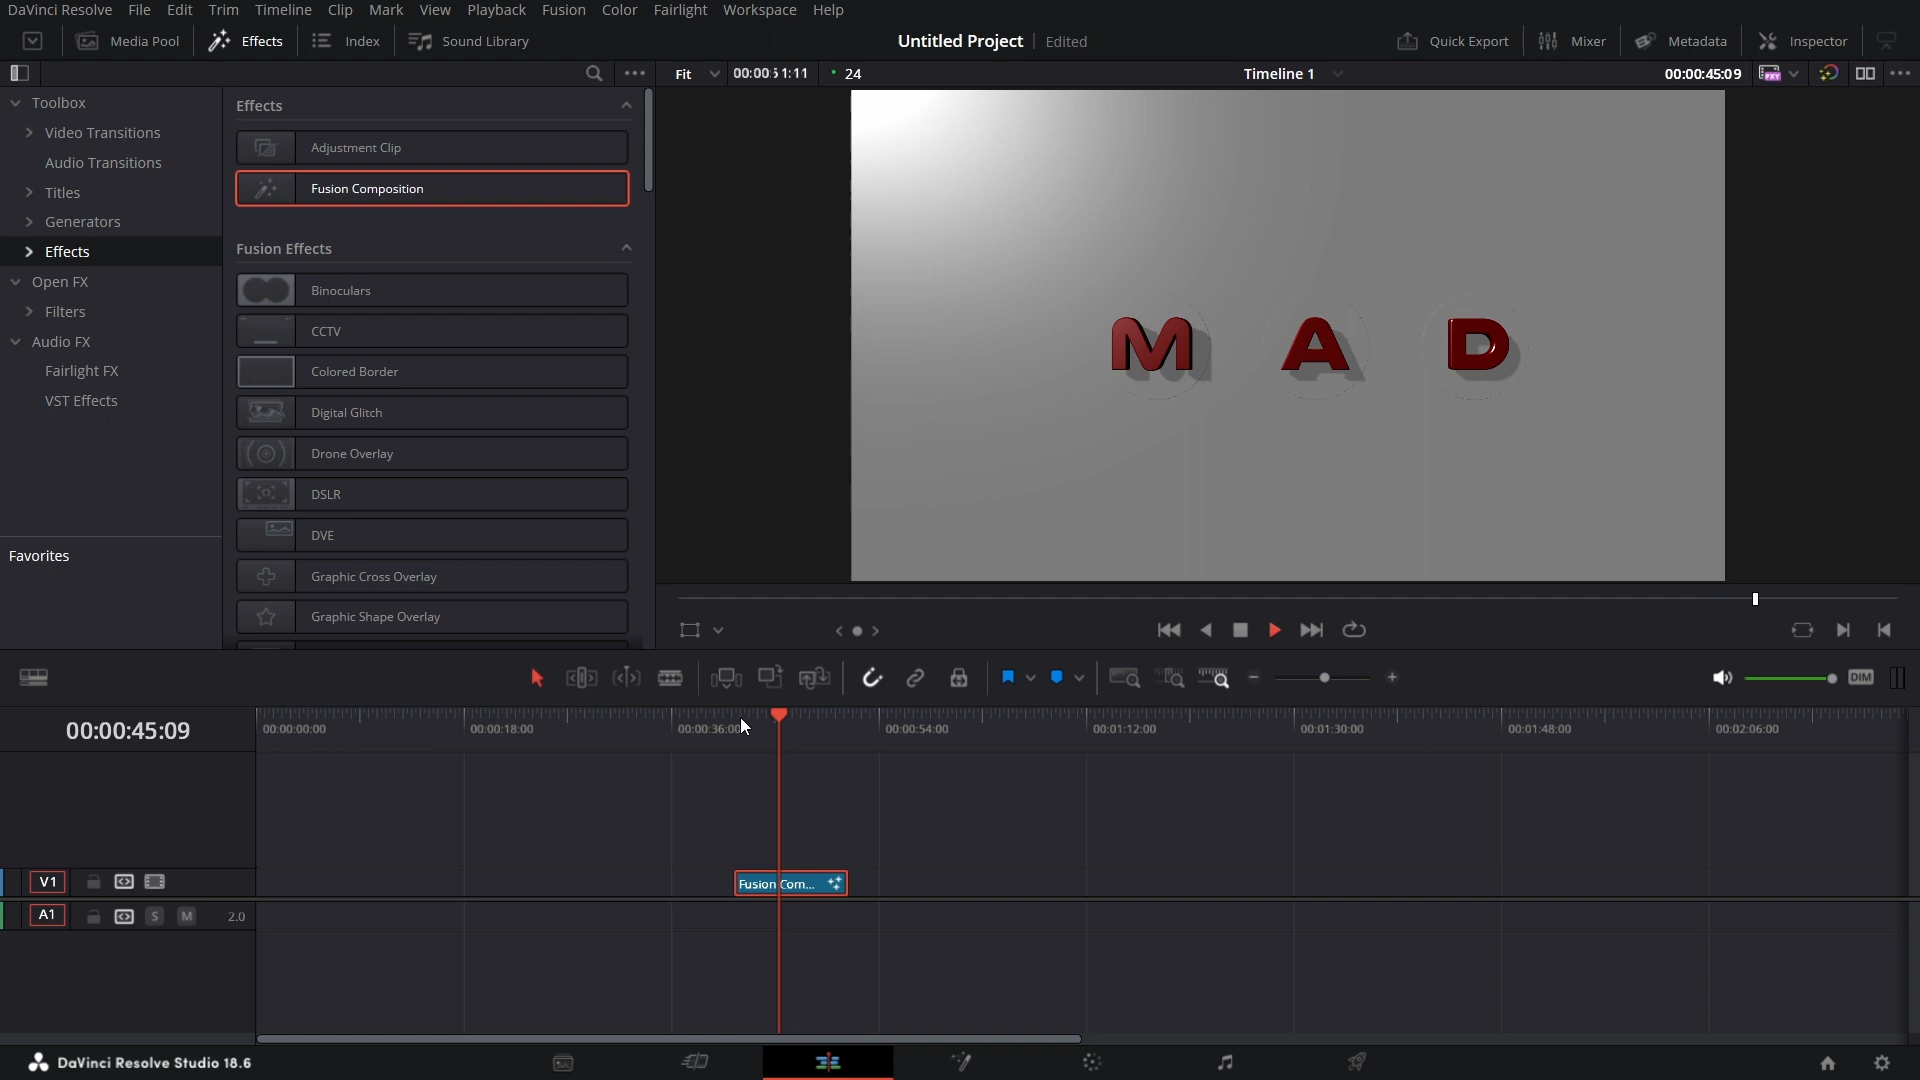 DaVinci Resolve File Edit Trim Timeline Clip Mark View Playback Fusion Color Fairlight Workspace Help
Media Pool Effects Index Sound Library Untitled Project Edited Quick Export Mixer Metadata Inspector
Fit 00:00:51:11 24 Timeline 1 00:00:45:09 PXY
Toolbox
Video Transitions
Audio Transitions
Titles
Generators
Effects
Open FX
Filters
Audio FX
Fairlight FX
VST Effects
Favorites
Effects
Adjustment Clip
Fusion Composition
Fusion Effects
Binoculars
CCTV
Colored Border
Digital Glitch
Drone Overlay
DSLR
DVE
Graphic Cross Overlay
Graphic Shape Overlay
M A D
DIM
00:00:45:09 00:00:00:00 00:00:18:00 00:00:36:00 00:00:54:00 00:01:12:00 00:01:30:00 00:01:48:00 00:02:06:00
V1 Fusion Com...
A1 S M 2.0
DaVinci Resolve Studio 18.6